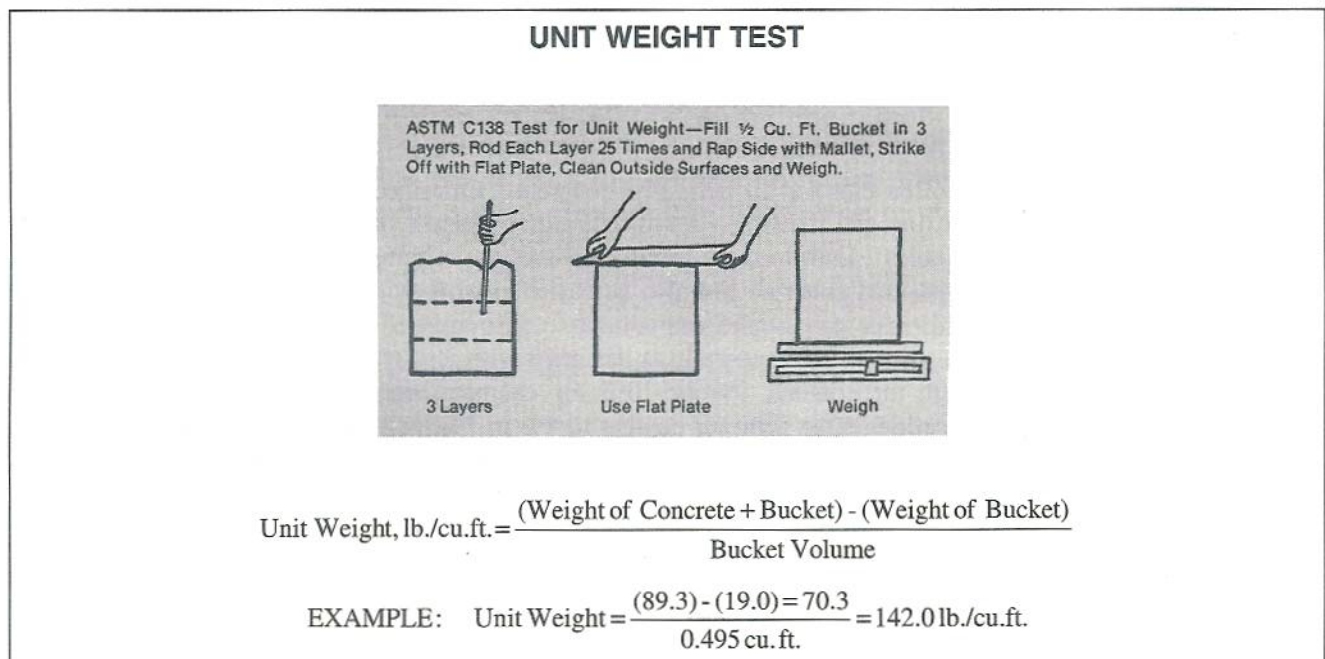 UNIT WEIGHT TEST
ASTM C138 Test for Unit Weight—Fill ½ Cu. Ft. Bucket in 3
Layers, Rod Each Layer 25 Times and Rap Side with Mallet, Strike
Off with Flat Plate, Clean Outside Surfaces and Weigh.
3 Layers Use Flat Plate Weigh
Unit Weight, lb./cu.ft. = (Weight of Concrete + Bucket) - (Weight of Bucket)
Bucket Volume
EXAMPLE: Unit Weight = (89.3) - (19.0) = 70.3 = 142.0 lb./cu.ft.
0.495 cu.ft.